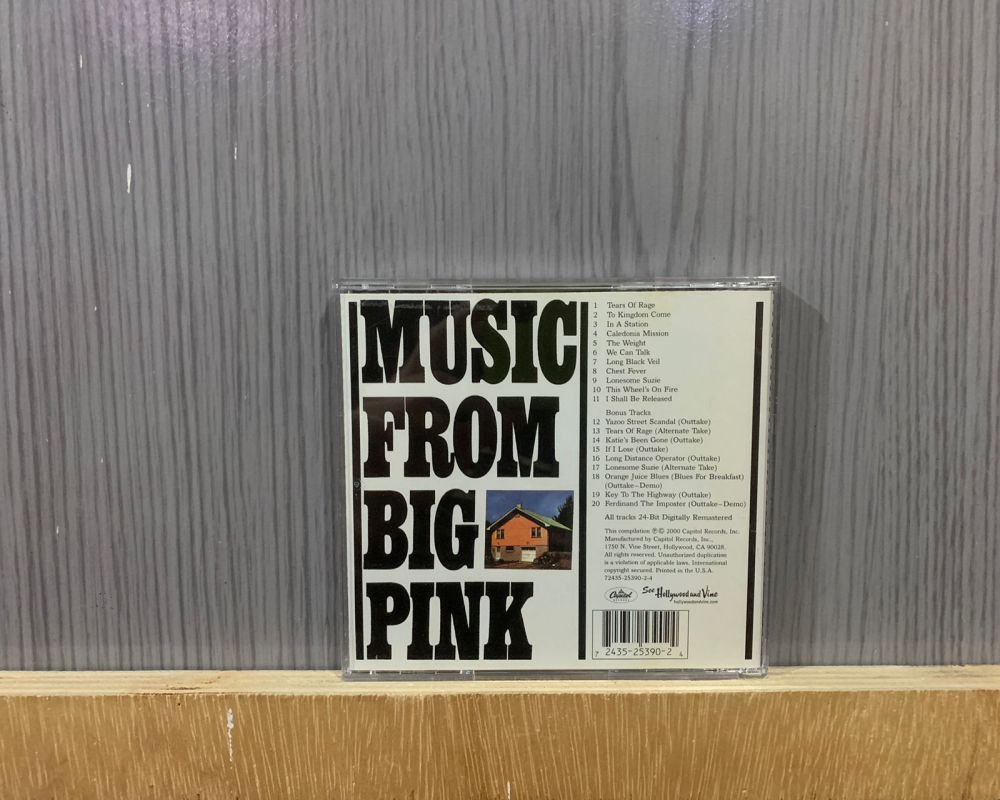 MUSIC
FROM
BIG
PINK
1 Tears Of Rage
2 To Kingdom Come
3 In A Station
4 Caledonia Mission
5 The Weight
6 We Can Talk
7 Long Black Veil
8 Chest Fever
9 Lonesome Suzie
10 This Wheel's On Fire
11 I Shall Be Released
Bonus Tracks
12 Yazoo Street Scandal (Outtake)
13 Tears Of Rage (Alternate Take)
14 Katie's Been Gone (Outtake)
15 If I Lose (Outtake)
16 Long Distance Operator (Outtake)
17 Lonesome Suzie (Alternate Take)
18 Orange Juice Blues (Blues For Breakfast)
(Outtake–Demo)
19 Key To The Highway (Outtake)
20 Ferdinand The Imposter (Outtake–Demo)
All tracks 24-Bit Digitally Remastered
This compilation ℗© 2000 Capitol Records, Inc.
Manufactured by Capitol Records, Inc.,
1750 N. Vine Street, Hollywood, CA 90028.
All rights reserved. Unauthorized duplication
is a violation of applicable laws. International
copyright secured. Printed in the U.S.A.
72435-25390-2-4
Capitol
See Hollywood and Vine
hollywoodandvine.com
7 2435-25390-2 4